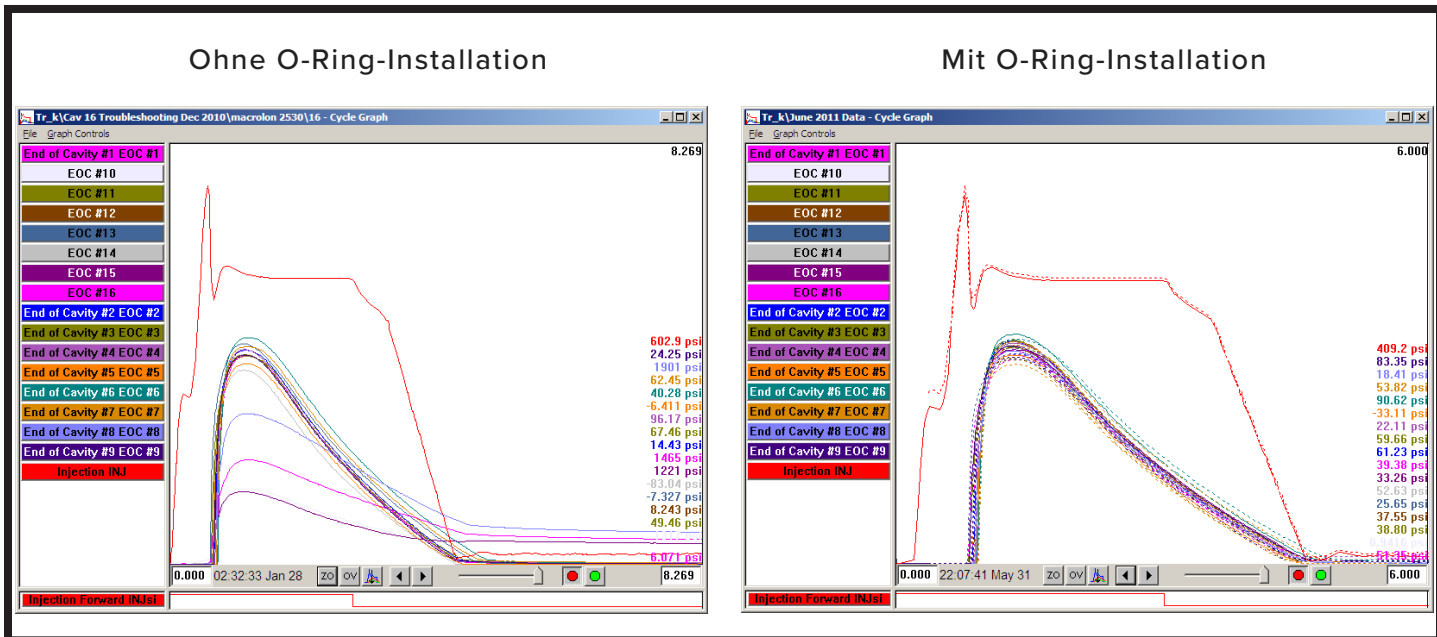 Ohne O-Ring-Installation
Tr_k\Cav 16 Troubleshooting Dec 2010\macrolon 2530\16 - Cycle Graph
File Graph Controls
End of Cavity #1 EOC #1
EOC #10
EOC #11
EOC #12
EOC #13
EOC #14
EOC #15
EOC #16
End of Cavity #2 EOC #2
End of Cavity #3 EOC #3
End of Cavity #4 EOC #4
End of Cavity #5 EOC #5
End of Cavity #6 EOC #6
End of Cavity #7 EOC #7
End of Cavity #8 EOC #8
End of Cavity #9 EOC #9
Injection INJ
8.269
602.9 psi
24.25 psi
1901 psi
62.45 psi
40.28 psi
-6.411 psi
96.17 psi
67.46 psi
14.43 psi
1465 psi
1221 psi
-83.04 psi
-7.327 psi
8.243 psi
49.46 psi
6.071 psi
0.000 02:32:33 Jan 28 ZO OV 8.269
Injection Forward INJsi
Mit O-Ring-Installation
Tr_k\June 2011 Data - Cycle Graph
File Graph Controls
End of Cavity #1 EOC #1
EOC #10
EOC #11
EOC #12
EOC #13
EOC #14
EOC #15
EOC #16
End of Cavity #2 EOC #2
End of Cavity #3 EOC #3
End of Cavity #4 EOC #4
End of Cavity #5 EOC #5
End of Cavity #6 EOC #6
End of Cavity #7 EOC #7
End of Cavity #8 EOC #8
End of Cavity #9 EOC #9
Injection INJ
6.000
409.2 psi
83.35 psi
18.41 psi
53.82 psi
90.62 psi
-33.11 psi
22.11 psi
59.66 psi
61.23 psi
39.38 psi
33.26 psi
52.63 psi
25.65 psi
37.55 psi
38.80 psi
51.35 psi
0.000 22:07:41 May 31 ZO OV 6.000
Injection Forward INJsi